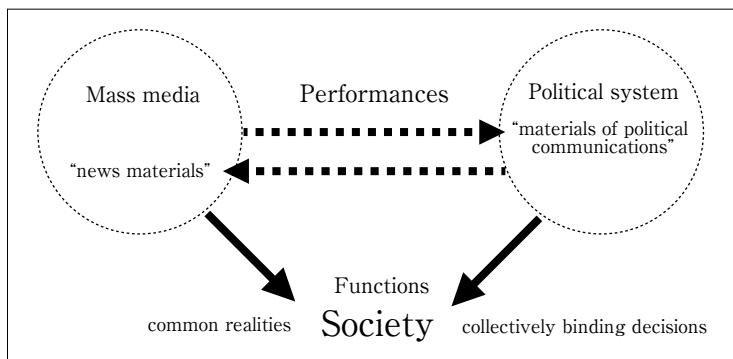 Mass media
Performances
Political system
“materials of political
communications”
“news materials”
Functions
common realities
Society
collectively binding decisions